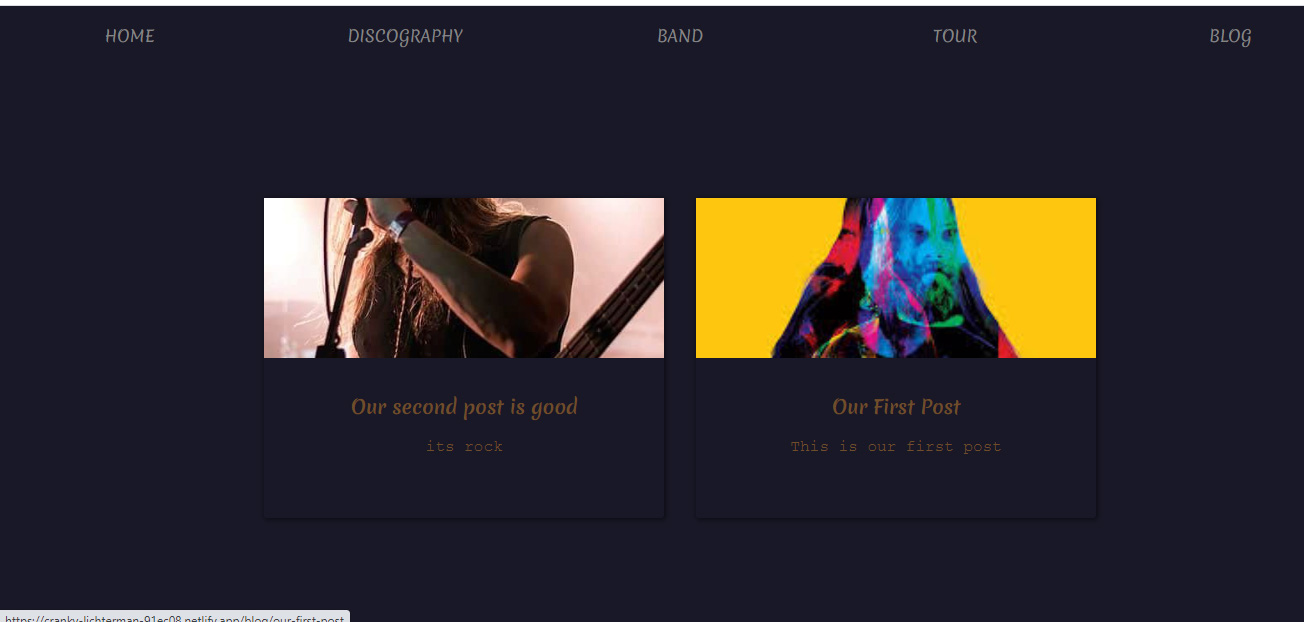 HOME DISCOGRAPHY BAND TOUR BLOG
Our second post is good
its rock
Our First Post
This is our first post
https://cranky-lichterman-91ec08.netlify.app/blog/our-first-post